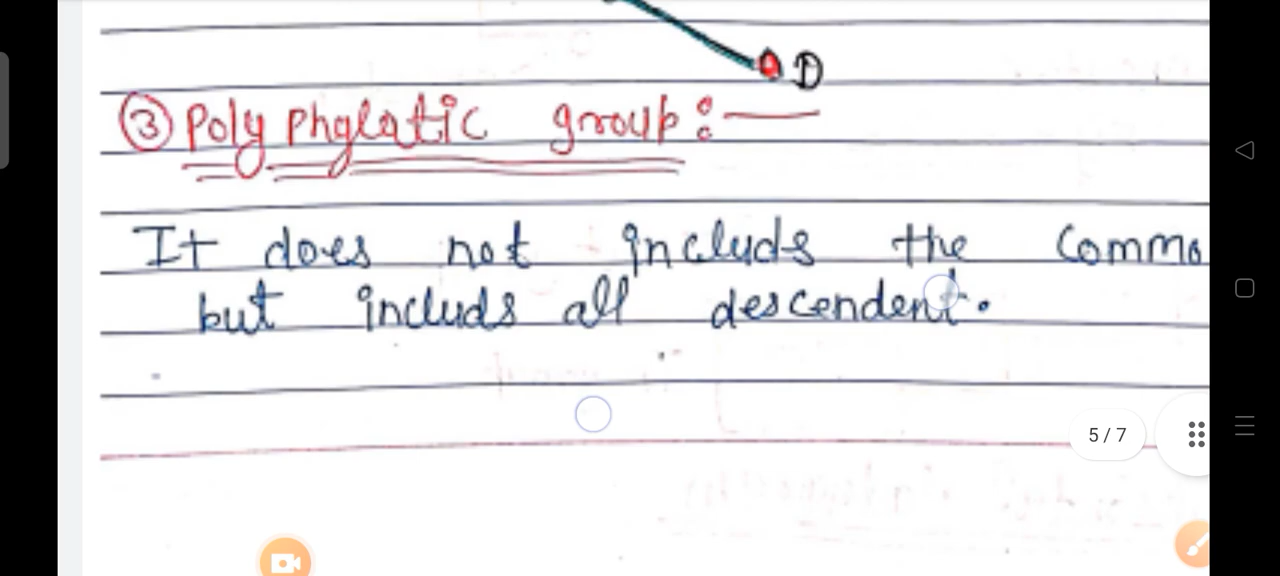 D
③ Poly Phylatic group :—
It does not includs the Commo
but includs all descendent.
5 / 7